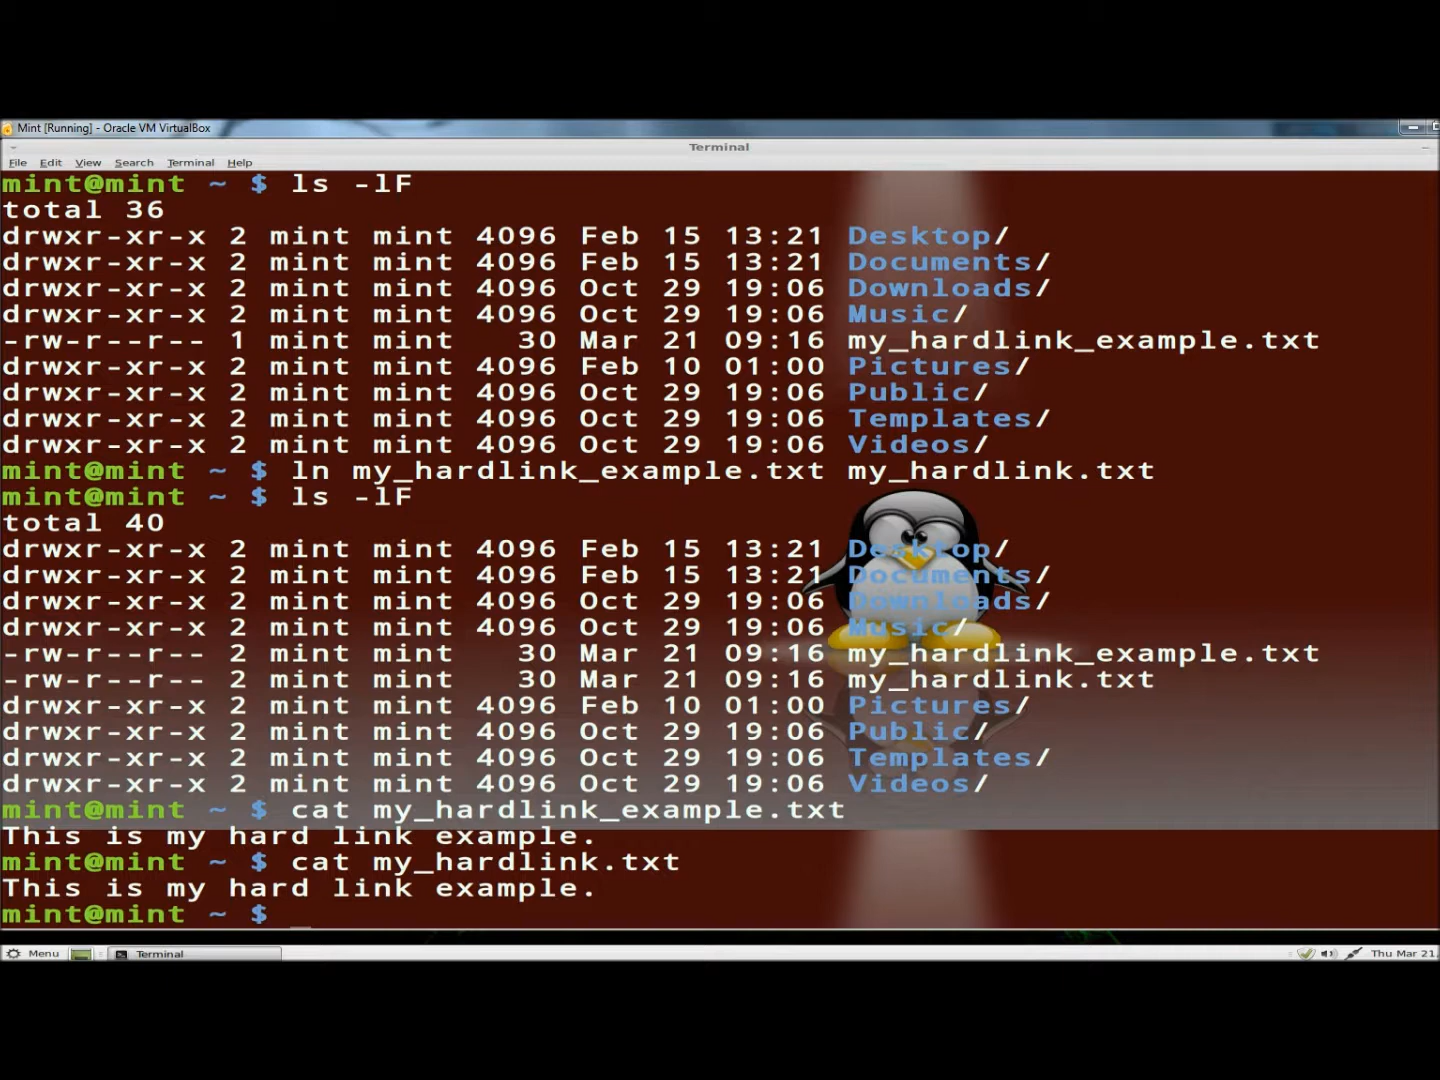 Mint [Running] - Oracle VM VirtualBox
Terminal
File Edit View Search Terminal Help
mint@mint ~ $ ls -lF
total 36
drwxr-xr-x 2 mint mint 4096 Feb 15 13:21 Desktop/
drwxr-xr-x 2 mint mint 4096 Feb 15 13:21 Documents/
drwxr-xr-x 2 mint mint 4096 Oct 29 19:06 Downloads/
drwxr-xr-x 2 mint mint 4096 Oct 29 19:06 Music/
-rw-r--r-- 1 mint mint 30 Mar 21 09:16 my_hardlink_example.txt
drwxr-xr-x 2 mint mint 4096 Feb 10 01:00 Pictures/
drwxr-xr-x 2 mint mint 4096 Oct 29 19:06 Public/
drwxr-xr-x 2 mint mint 4096 Oct 29 19:06 Templates/
drwxr-xr-x 2 mint mint 4096 Oct 29 19:06 Videos/
mint@mint ~ $ ln my_hardlink_example.txt my_hardlink.txt
mint@mint ~ $ ls -lF
total 40
drwxr-xr-x 2 mint mint 4096 Feb 15 13:21 Desktop/
drwxr-xr-x 2 mint mint 4096 Feb 15 13:21 Documents/
drwxr-xr-x 2 mint mint 4096 Oct 29 19:06 Downloads/
drwxr-xr-x 2 mint mint 4096 Oct 29 19:06 Music/
-rw-r--r-- 2 mint mint 30 Mar 21 09:16 my_hardlink_example.txt
-rw-r--r-- 2 mint mint 30 Mar 21 09:16 my_hardlink.txt
drwxr-xr-x 2 mint mint 4096 Feb 10 01:00 Pictures/
drwxr-xr-x 2 mint mint 4096 Oct 29 19:06 Public/
drwxr-xr-x 2 mint mint 4096 Oct 29 19:06 Templates/
drwxr-xr-x 2 mint mint 4096 Oct 29 19:06 Videos/
mint@mint ~ $ cat my_hardlink_example.txt
This is my hard link example.
mint@mint ~ $ cat my_hardlink.txt
This is my hard link example.
mint@mint ~ $
Menu Terminal Thu Mar 21,